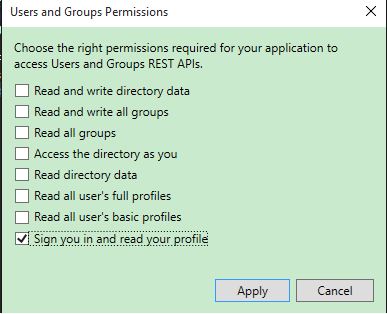 Users and Groups Permissions
Choose the right permissions required for your application to
access Users and Groups REST APIs.
Read and write directory data
Read and write all groups
Read all groups
Access the directory as you
Read directory data
Read all user's full profiles
Read all user's basic profiles
Sign you in and read your profile
Apply
Cancel